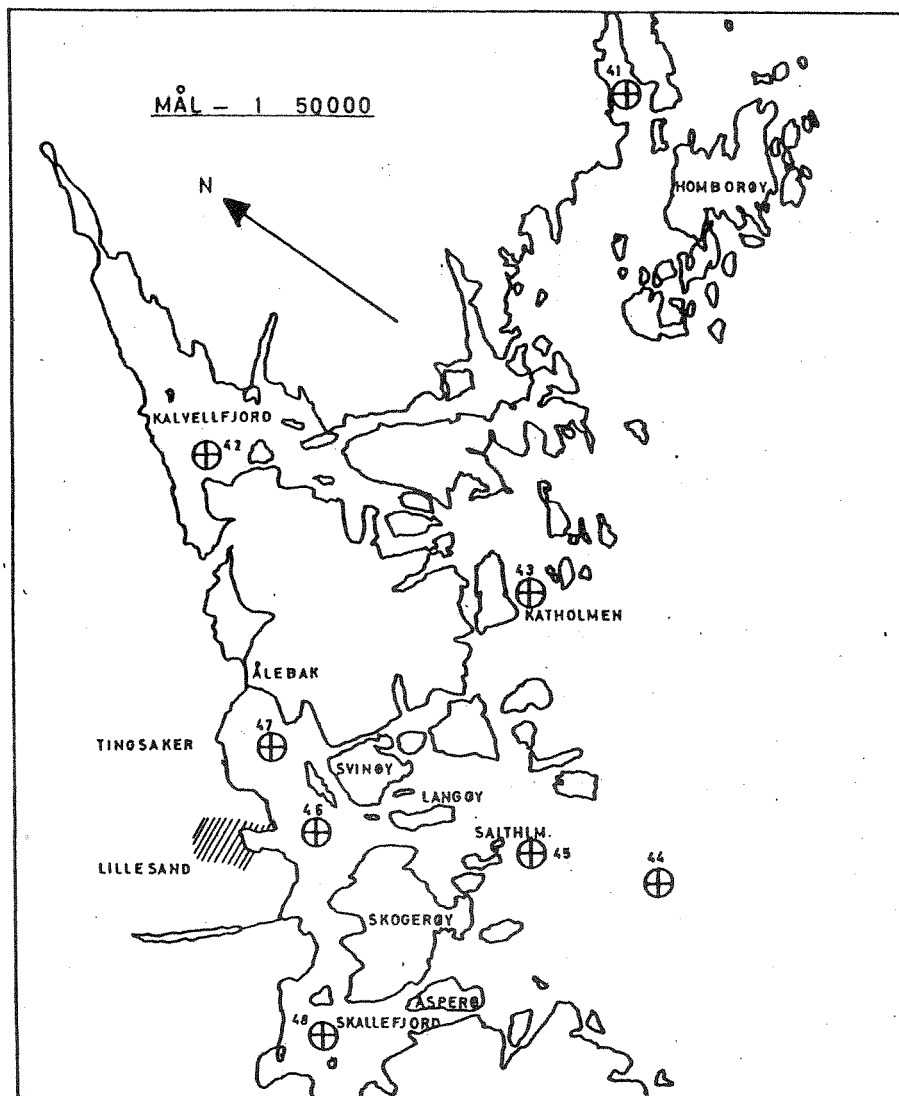 41
MÅL - 1 50000
N
HOMBORØY
KALVELLFJORD
42
43
KATHOLMEN
ÅLEBAK
47
TINGSAKER
SVINØY
LANGØY
46
SALTHLM.
45
44
LILLESAND
SKOGERØY
ÅSPERØ
48
SKALLEFJORD